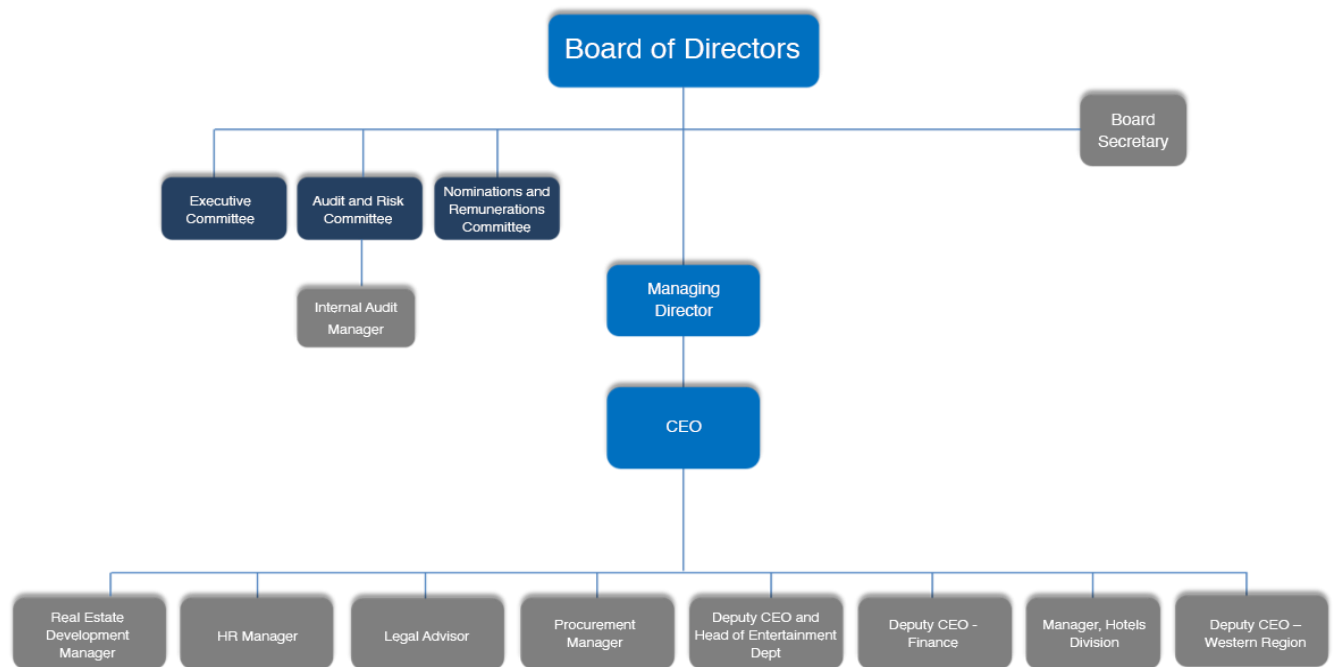 Board of Directors
Board
Secretary
Executive
Committee
Audit and Risk
Committee
Nominations and
Remunerations
Committee
Managing
Director
Internal Audit
Manager
CEO
Real Estate
Development
Manager
HR Manager
Legal Advisor
Procurement
Manager
Deputy CEO and
Head of Entertainment
Dept
Deputy CEO -
Finance
Manager, Hotels
Division
Deputy CEO –
Western Region